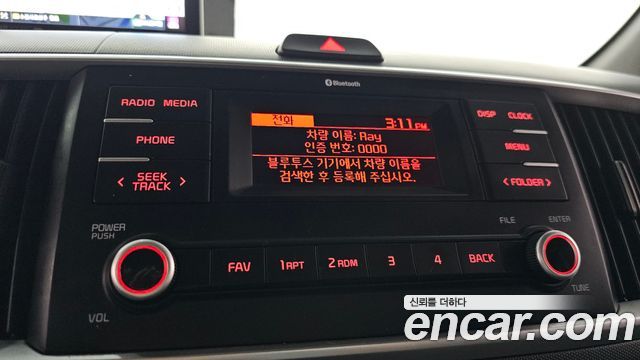 Bluetooth
RADIO MEDIA
PHONE
SEEK
TRACK
전화 3:11 PM
차량 이름: Ray
인증 번호: 0000
블루투스 기기에서 차량 이름을
검색한 후 등록해 주십시오.
DISP CLOCK
MENU
FOLDER
POWER
PUSH
VOL
FAV 1 RPT 2 RDM 3 4 BACK
FILE ENTER
TUNE
신뢰를 더하다
encar.com